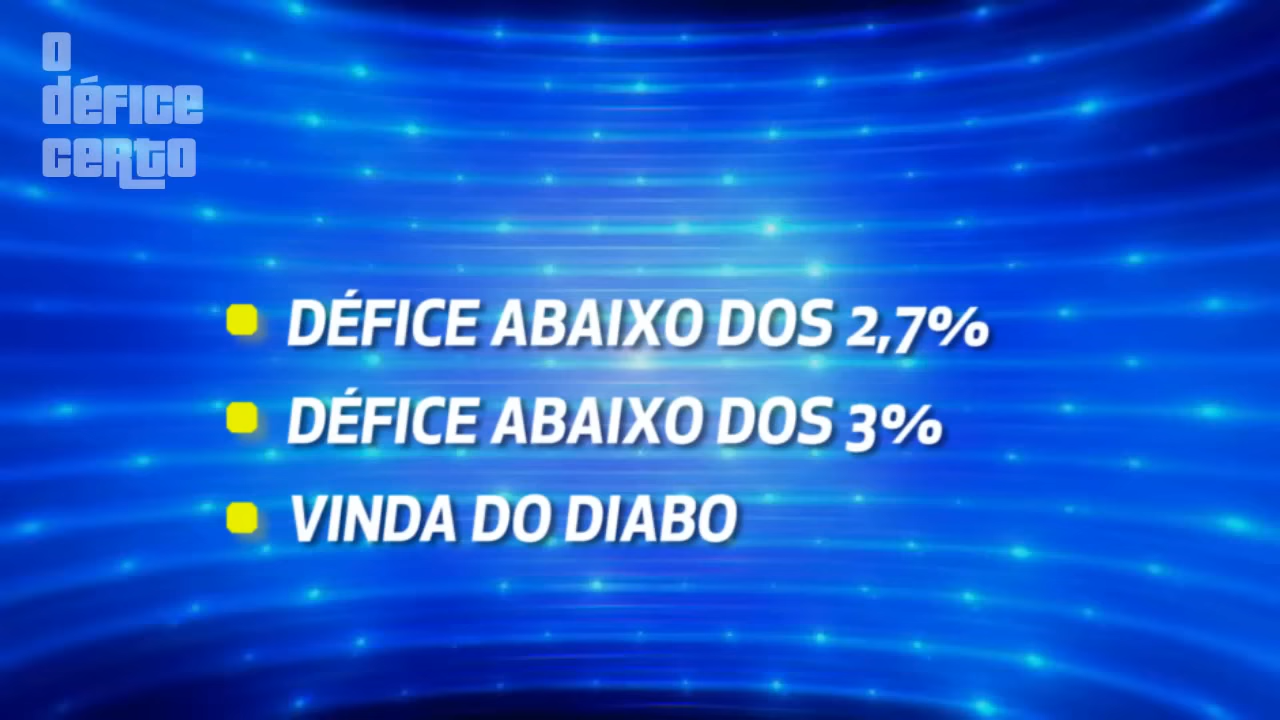 O
déFICE
CERTO
DÉFICE ABAIXO DOS 2,7%
DÉFICE ABAIXO DOS 3%
VINDA DO DIABO